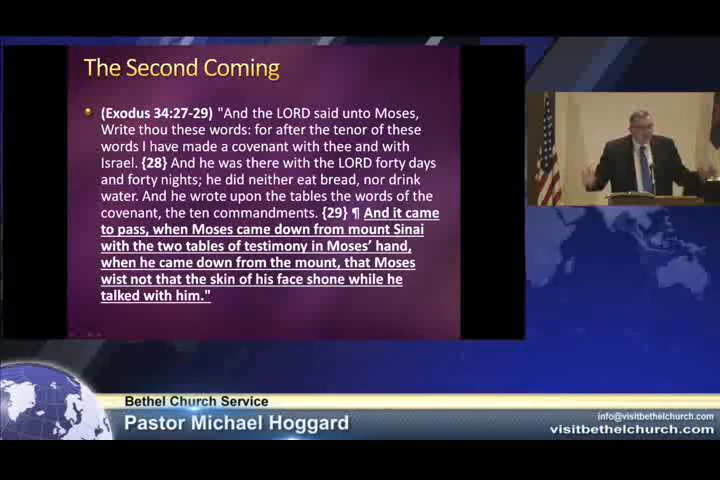 The Second Coming
(Exodus 34:27-29) "And the LORD said unto Moses,
Write thou these words: for after the tenor of these
words I have made a covenant with thee and with
Israel. {28} And he was there with the LORD forty days
and forty nights; he did neither eat bread, nor drink
water. And he wrote upon the tables the words of the
covenant, the ten commandments. {29} ¶ And it came
to pass, when Moses came down from mount Sinai
with the two tables of testimony in Moses' hand,
when he came down from the mount, that Moses
wist not that the skin of his face shone while he
talked with him."
Bethel Church Service
Pastor Michael Hoggard
info@visitbethelchurch.com
visitbethelchurch.com